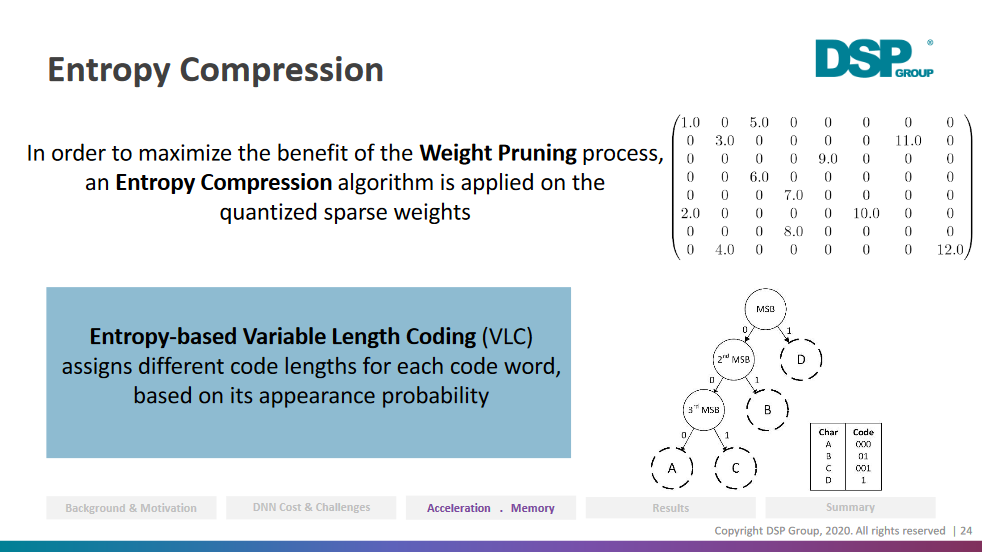 Entropy Compression
DSP GROUP ®
In order to maximize the benefit of the Weight Pruning process,
an Entropy Compression algorithm is applied on the
quantized sparse weights
1.0 0 5.0 0 0 0 0 0
0 3.0 0 0 0 0 11.0 0
0 0 0 0 9.0 0 0 0
0 0 6.0 0 0 0 0 0
0 0 0 7.0 0 0 0 0
2.0 0 0 0 0 10.0 0 0
0 0 0 8.0 0 0 0 0
0 4.0 0 0 0 0 0 12.0
Entropy-based Variable Length Coding (VLC)
assigns different code lengths for each code word,
based on its appearance probability
MSB
0 1
2nd MSB D
0 1
3rd MSB B
0 1
A C
Char Code
A 000
B 01
C 001
D 1
Background & Motivation DNN Cost & Challenges Acceleration . Memory Results Summary
Copyright DSP Group, 2020. All rights reserved | 24